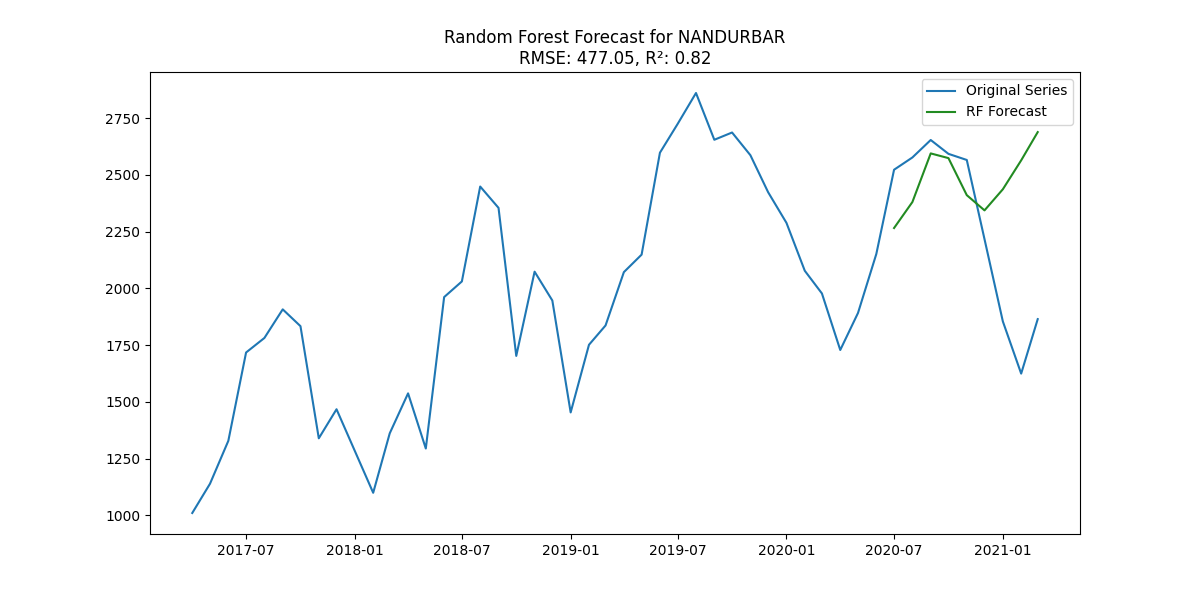 Random Forest Forecast for NANDURBAR
RMSE: 477.05, R²: 0.82
Original Series
RF Forecast
2750
2500
2250
2000
1750
1500
1250
1000
2017-07 2018-01 2018-07 2019-01 2019-07 2020-01 2020-07 2021-01